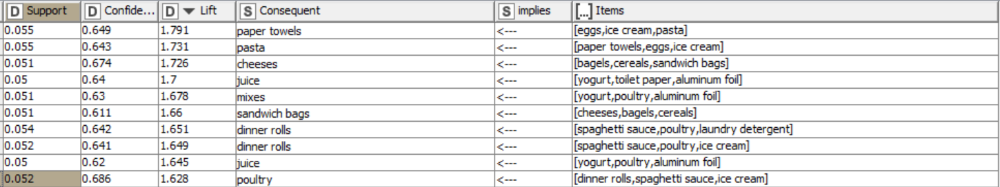 D Support D Confide... D Lift S Consequent S implies [...] Items
0.055 0.649 1.791 paper towels <--- [eggs,ice cream,pasta]
0.055 0.643 1.731 pasta <--- [paper towels,eggs,ice cream]
0.051 0.674 1.726 cheeses <--- [bagels,cereals,sandwich bags]
0.05 0.64 1.7 juice <--- [yogurt,toilet paper,aluminum foil]
0.051 0.63 1.678 mixes <--- [yogurt,poultry,aluminum foil]
0.051 0.611 1.66 sandwich bags <--- [cheeses,bagels,cereals]
0.054 0.642 1.651 dinner rolls <--- [spaghetti sauce,poultry,laundry detergent]
0.052 0.641 1.649 dinner rolls <--- [spaghetti sauce,poultry,ice cream]
0.05 0.62 1.645 juice <--- [yogurt,poultry,aluminum foil]
0.052 0.686 1.628 poultry <--- [dinner rolls,spaghetti sauce,ice cream]